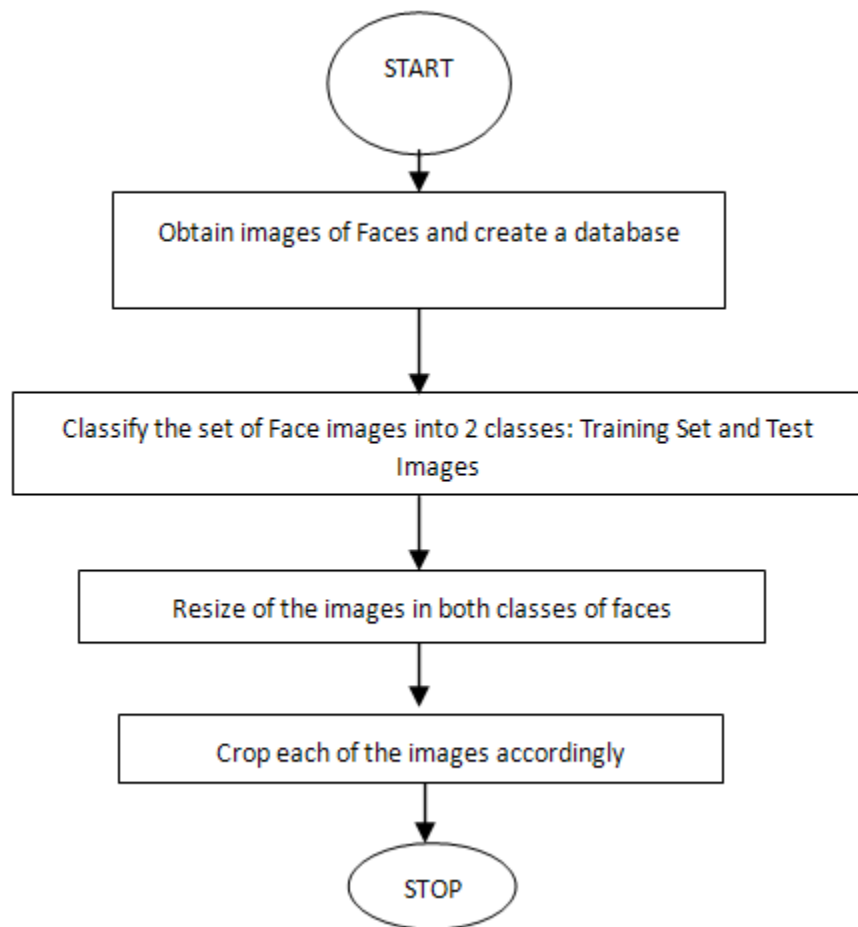 START
Obtain images of Faces and create a database
Classify the set of Face images into 2 classes: Training Set and Test
Images
Resize of the images in both classes of faces
Crop each of the images accordingly
STOP